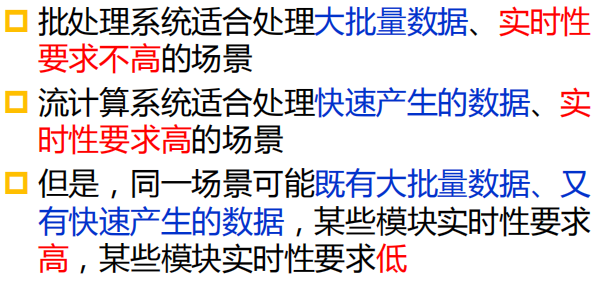 批处理系统适合处理大批量数据、实时性
要求不高的场景
流计算系统适合处理快速产生的数据、实
时性要求高的场景
但是，同一场景可能既有大批量数据、又
有快速产生的数据，某些模块实时性要求
高，某些模块实时性要求低